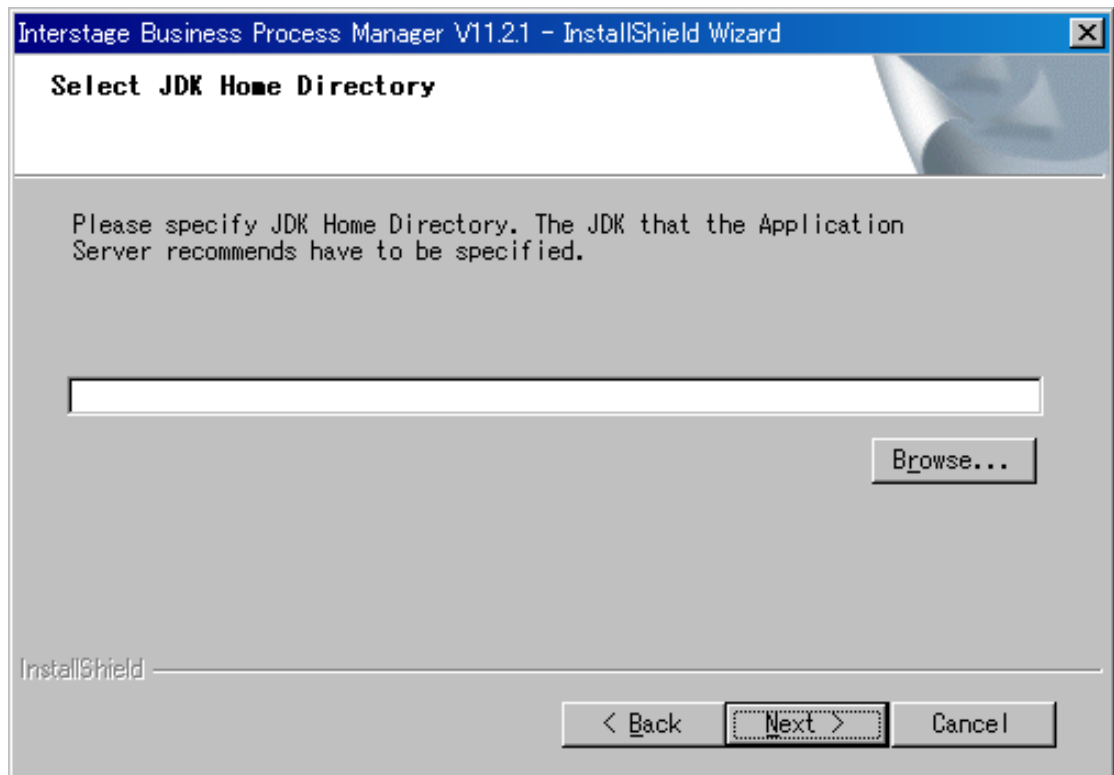 Interstage Business Process Manager V11.2.1 - InstallShield Wizard
Select JDK Home Directory
Please specify JDK Home Directory. The JDK that the Application
Server recommends have to be specified.
Browse...
InstallShield
< Back
Next >
Cancel